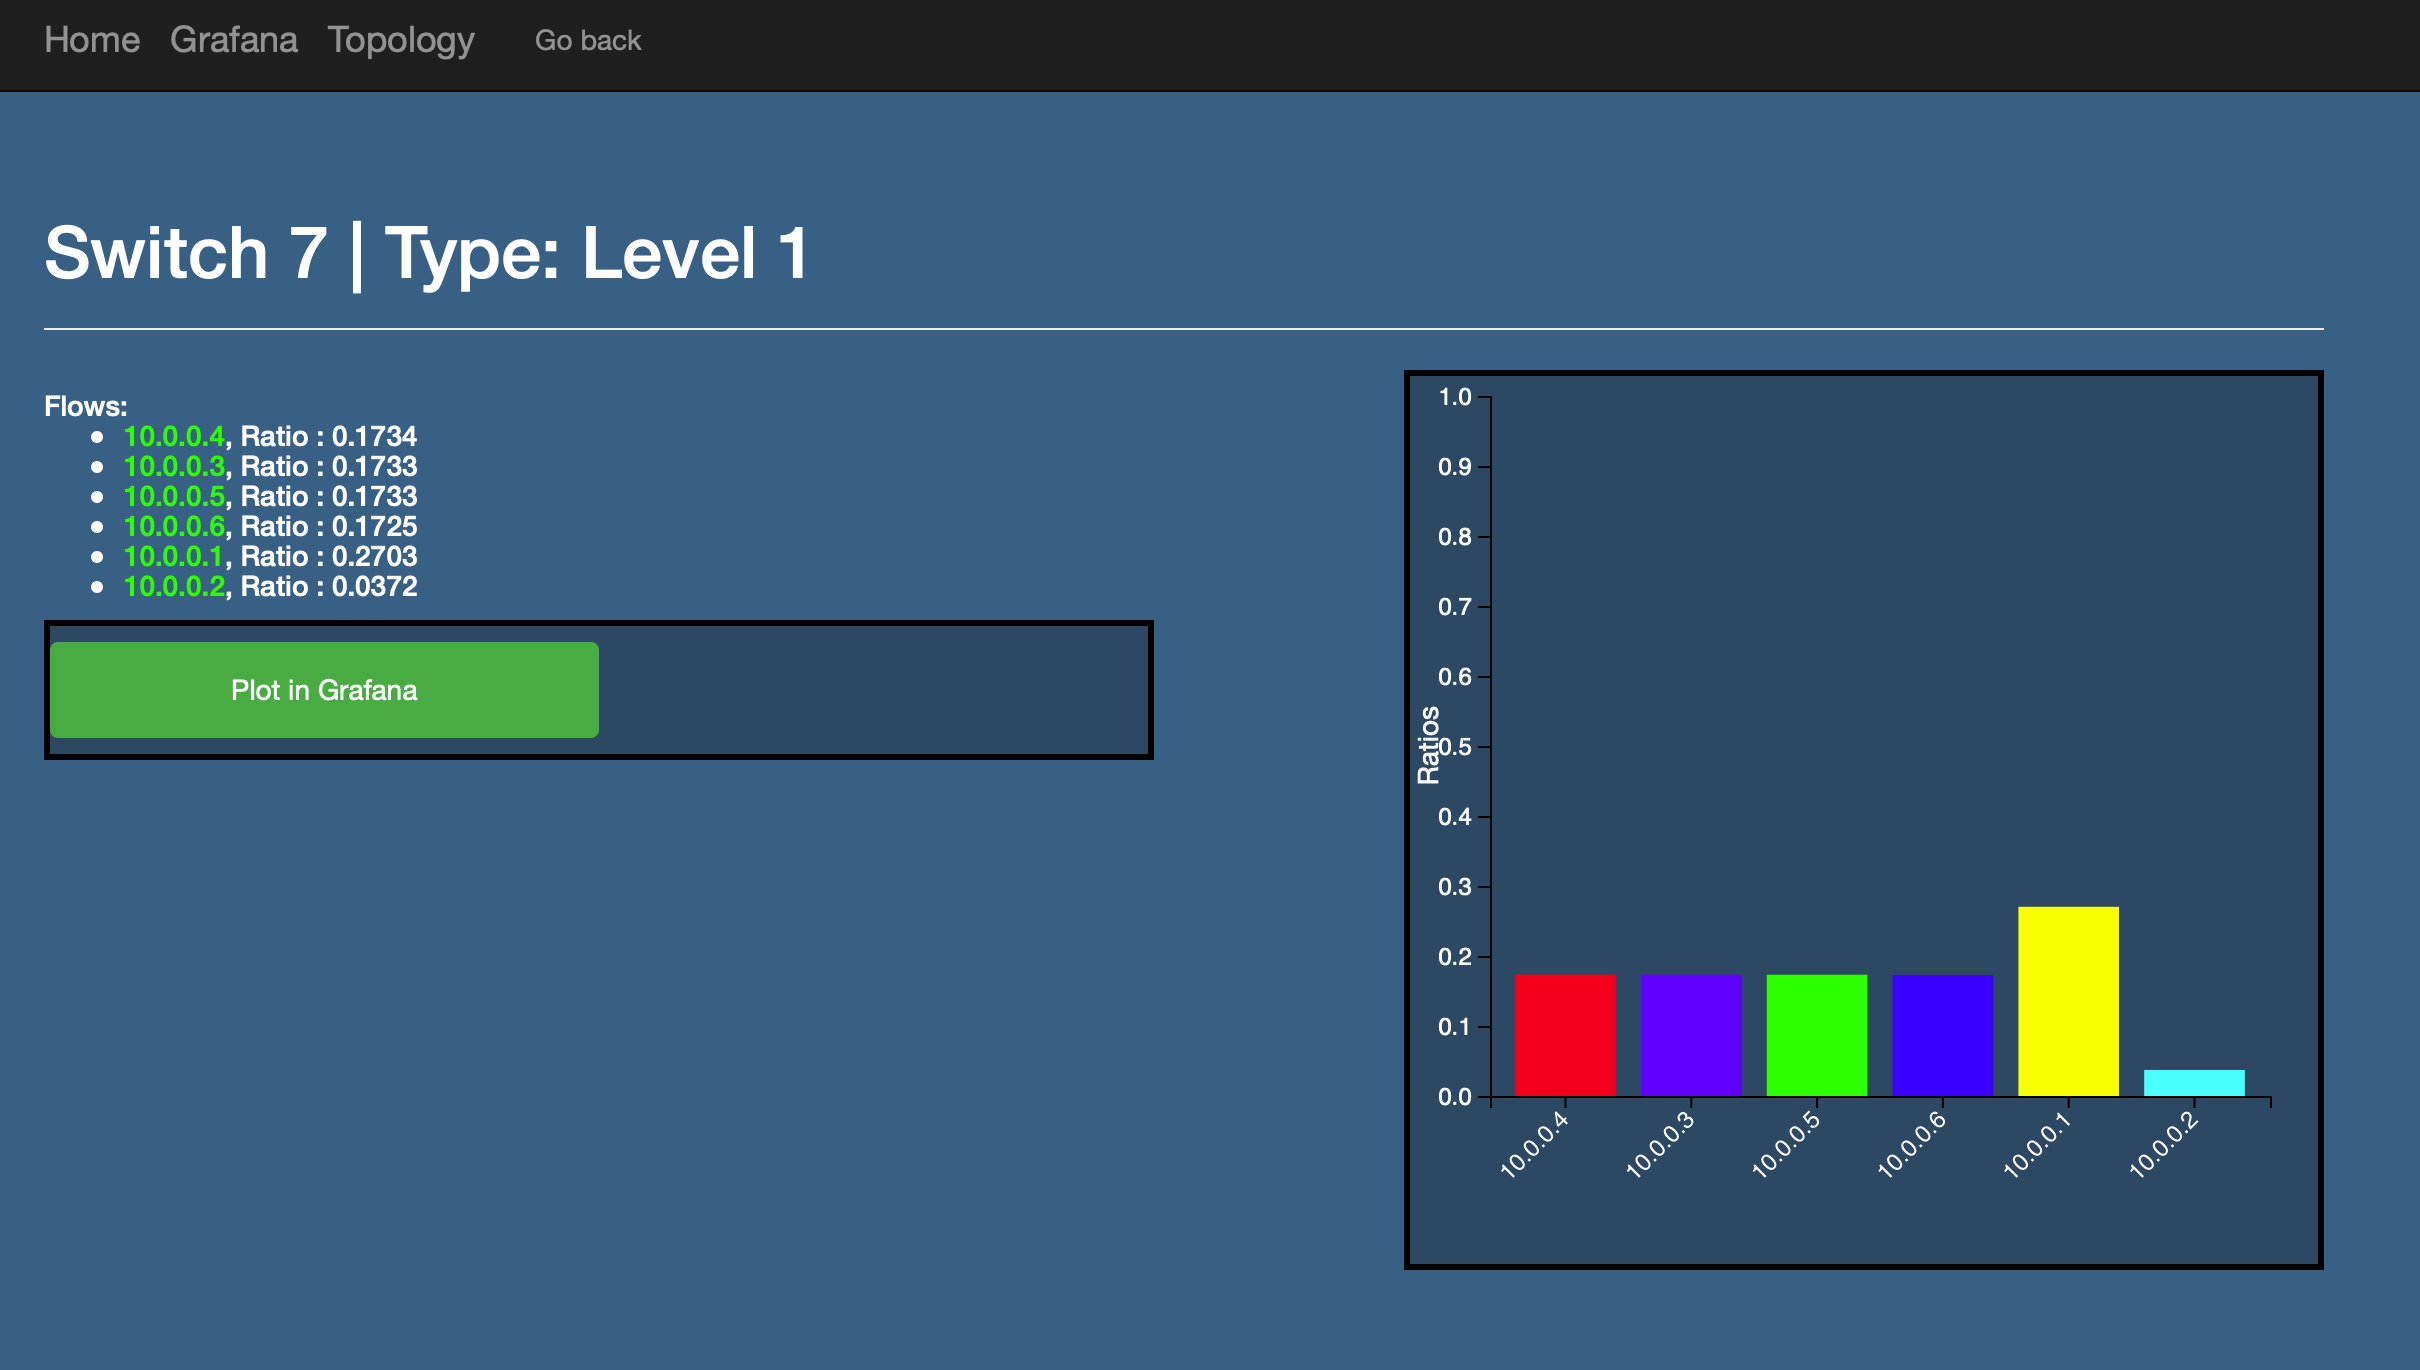 Home Grafana Topology Go back
Switch 7 | Type: Level 1
Flows:
10.0.0.4, Ratio : 0.1734
10.0.0.3, Ratio : 0.1733
10.0.0.5, Ratio : 0.1733
10.0.0.6, Ratio : 0.1725
10.0.0.1, Ratio : 0.2703
10.0.0.2, Ratio : 0.0372
Plot in Grafana
1.0
0.9
0.8
0.7
0.6
0.5
0.4
0.3
0.2
0.1
0.0
Ratios
10.0.0.4
10.0.0.3
10.0.0.5
10.0.0.6
10.0.0.1
10.0.0.2